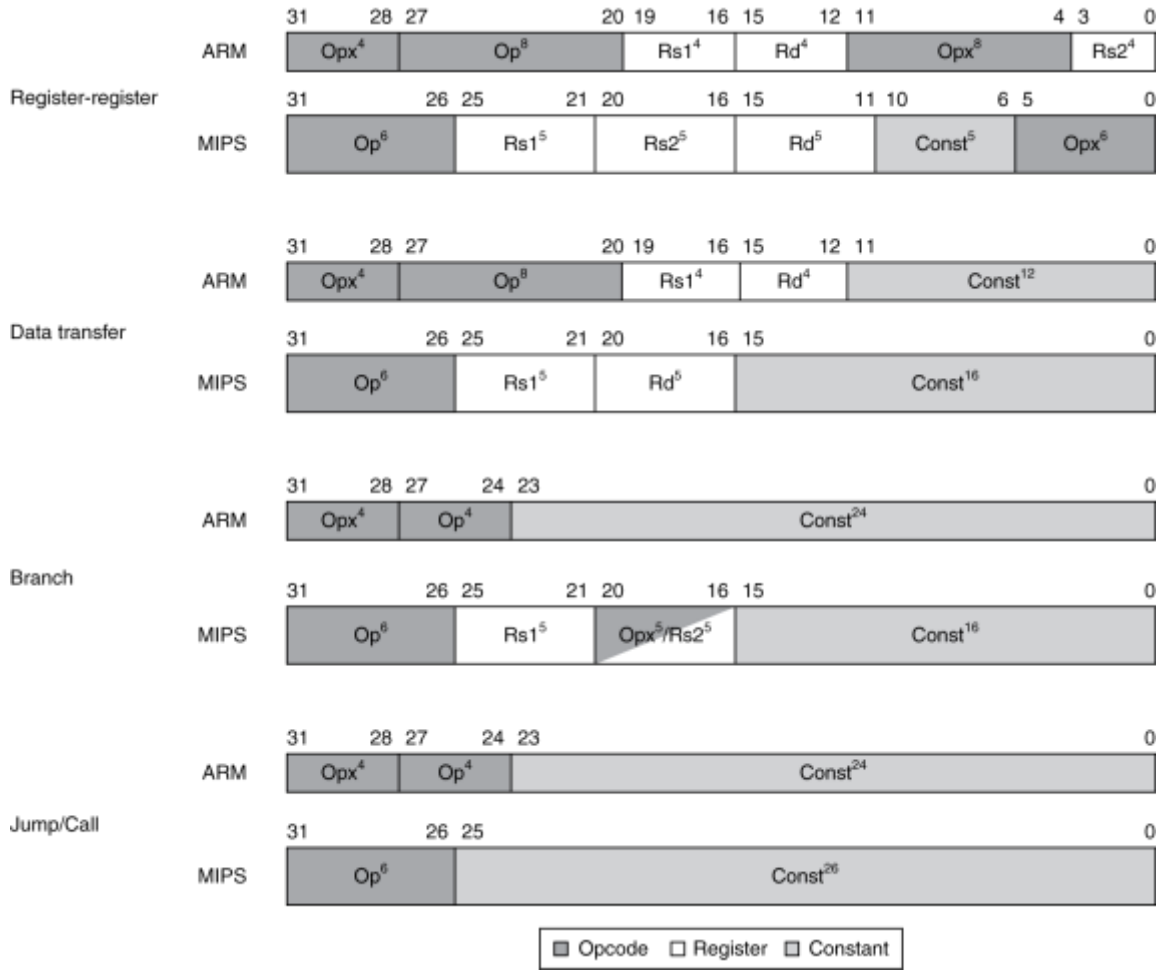 31 28 27 20 19 16 15 12 11 4 3 0
ARM Opx⁴ Op⁸ Rs1⁴ Rd⁴ Opx⁸ Rs2⁴
Register-register
31 26 25 21 20 16 15 11 10 6 5 0
MIPS Op⁶ Rs1⁵ Rs2⁵ Rd⁵ Const⁵ Opx⁶
31 28 27 20 19 16 15 12 11 0
ARM Opx⁴ Op⁸ Rs1⁴ Rd⁴ Const¹²
Data transfer
31 26 25 21 20 16 15 0
MIPS Op⁶ Rs1⁵ Rd⁵ Const¹⁶
31 28 27 24 23 0
ARM Opx⁴ Op⁴ Const²⁴
Branch
31 26 25 21 20 16 15 0
MIPS Op⁶ Rs1⁵ Opx⁵/Rs2⁵ Const¹⁶
31 28 27 24 23 0
ARM Opx⁴ Op⁴ Const²⁴
Jump/Call
31 26 25 0
MIPS Op⁶ Const²⁶
Opcode Register Constant